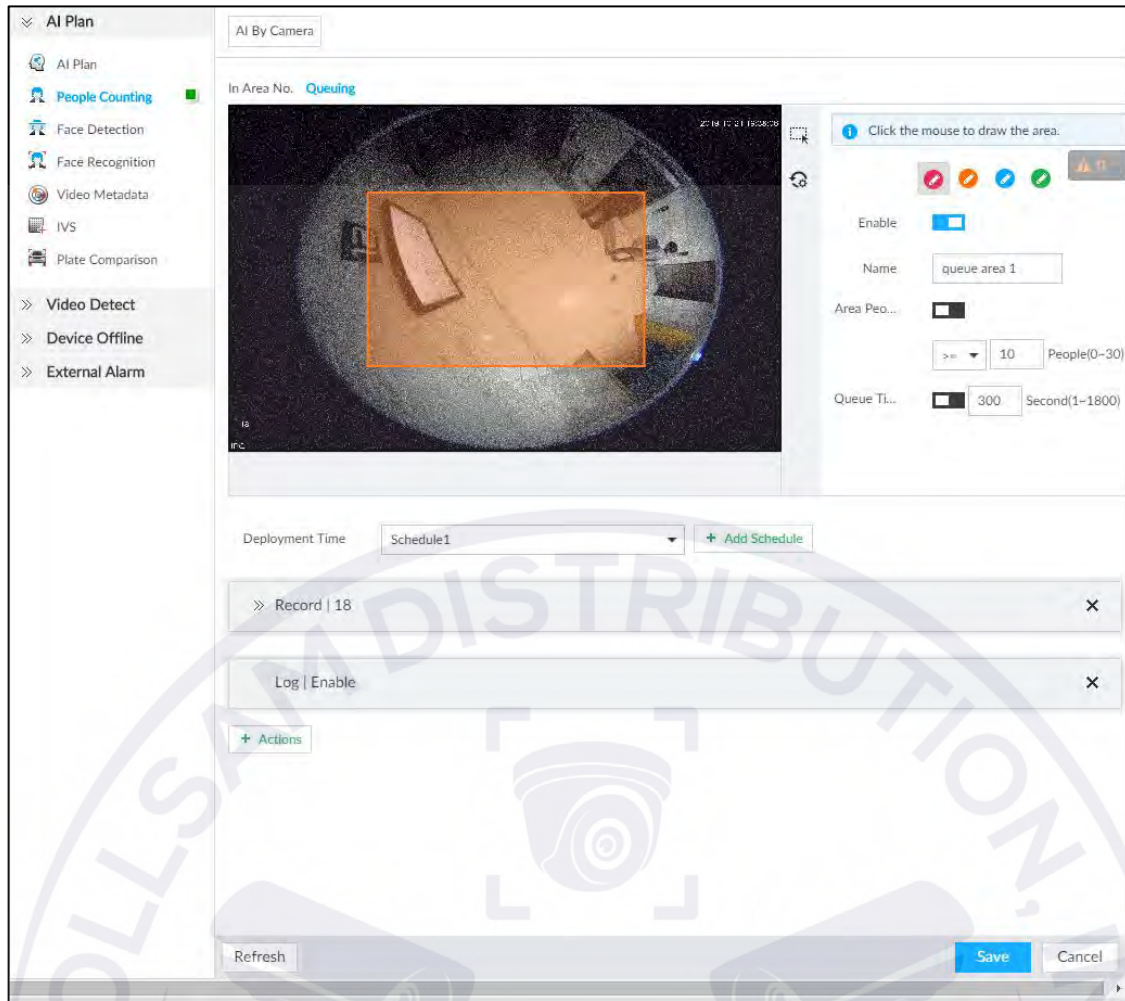 AI Plan
AI Plan
People Counting
Face Detection
Face Recognition
Video Metadata
IVS
Plate Comparison
Video Detect
Device Offline
External Alarm
AI By Camera
In Area No. Queuing
Click the mouse to draw the area.
Enable
Name queue area 1
Area Peo...
>= 10 People(0~30)
Queue Ti... 300 Second(1~1800)
IPC
Deployment Time Schedule1 + Add Schedule
Record | 18
Log | Enable
+ Actions
Refresh Save Cancel
OLLSAM DISTRIBUTION,